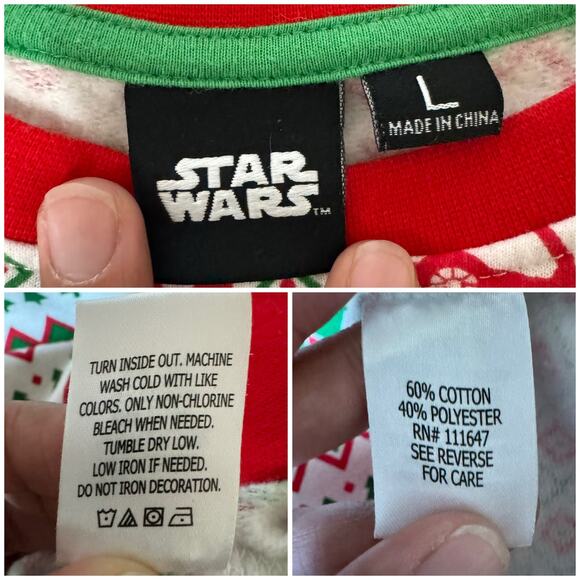 STAR
WARS™
L
MADE IN CHINA
TURN INSIDE OUT. MACHINE
WASH COLD WITH LIKE
COLORS. ONLY NON-CHLORINE
BLEACH WHEN NEEDED.
TUMBLE DRY LOW.
LOW IRON IF NEEDED.
DO NOT IRON DECORATION.
60% COTTON
40% POLYESTER
RN# 111647
SEE REVERSE
FOR CARE